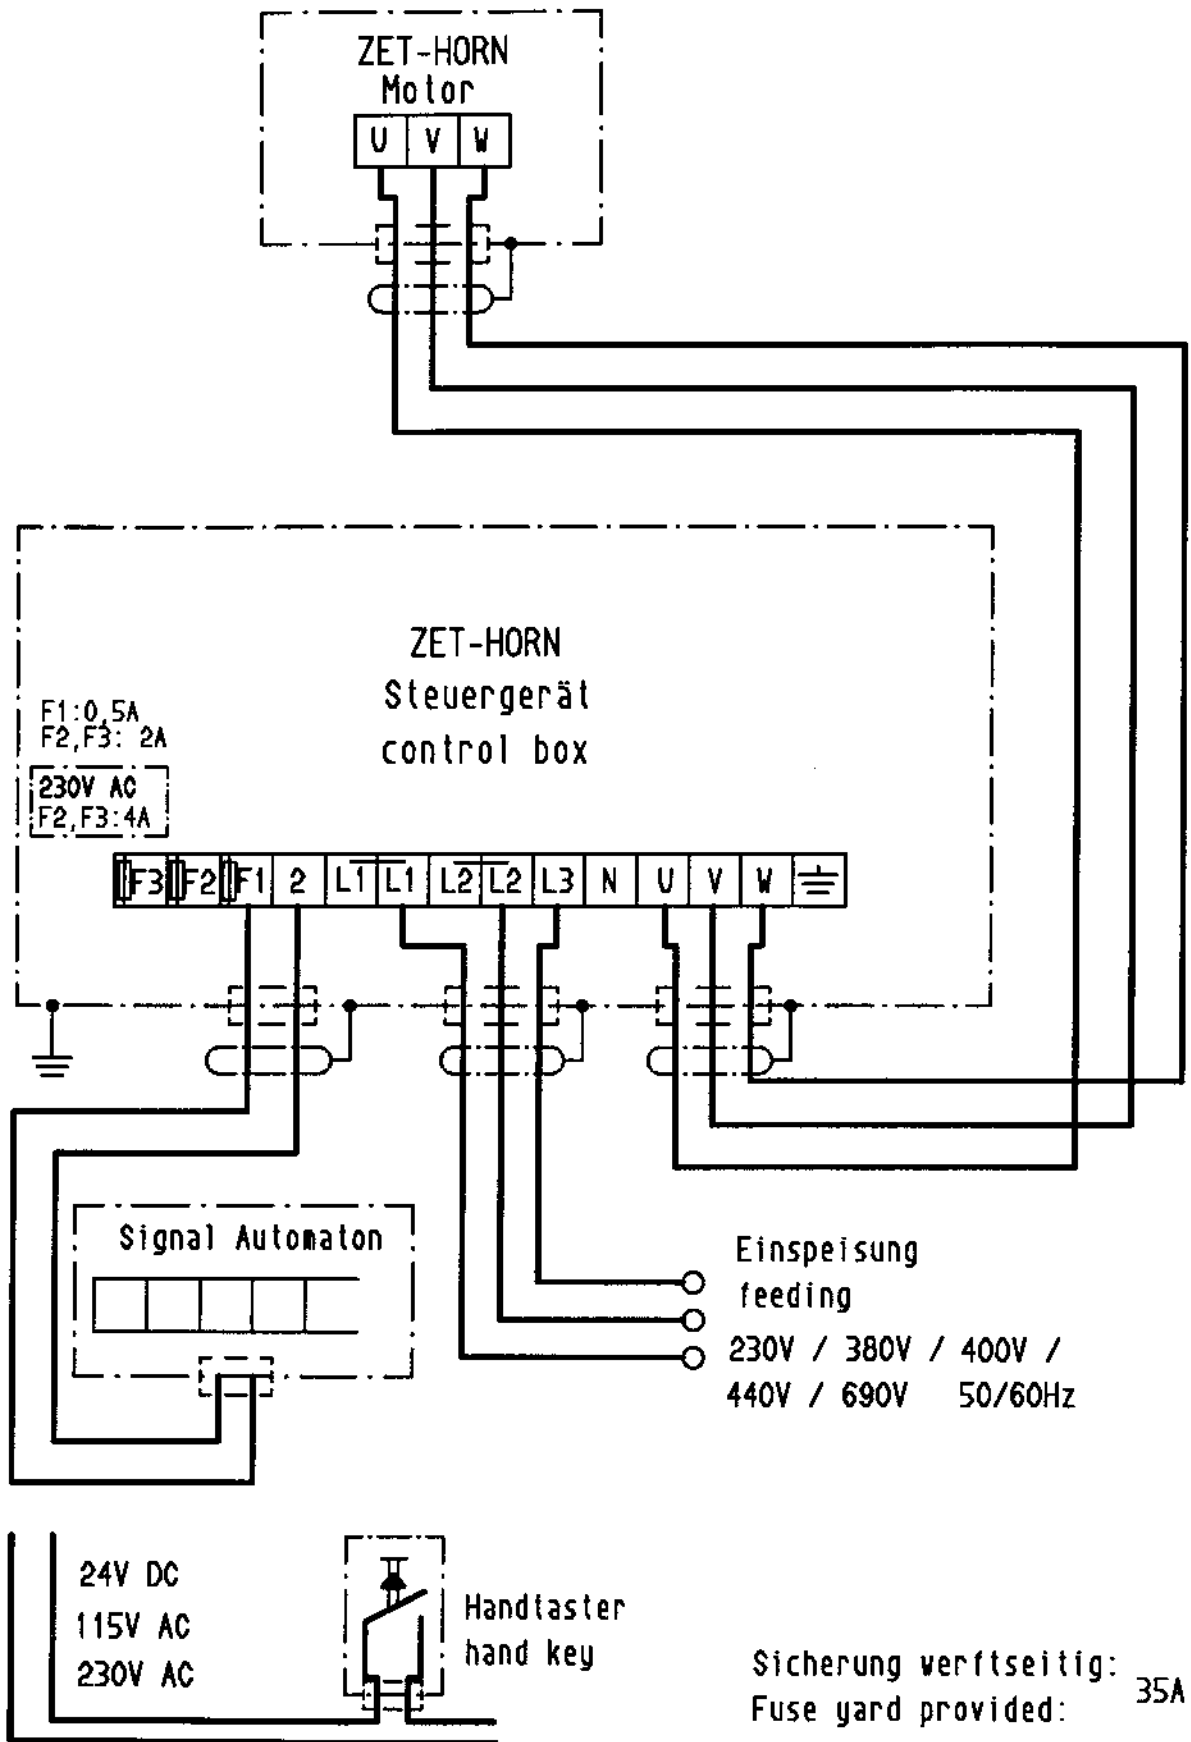 ZET-HORN
Motor
U V W
ZET-HORN
Steuergerät
control box
F1:0,5A
F2,F3: 2A
230V AC
F2,F3:4A
F3 F2 F1 2 L1 L1 L2 L2 L3 N U V W
Signal Automaton
Einspeisung
feeding
230V / 380V / 400V /
440V / 690V 50/60Hz
24V DC
115V AC
230V AC
Handtaster
hand key
Sicherung werftseitig:
Fuse yard provided:
35A